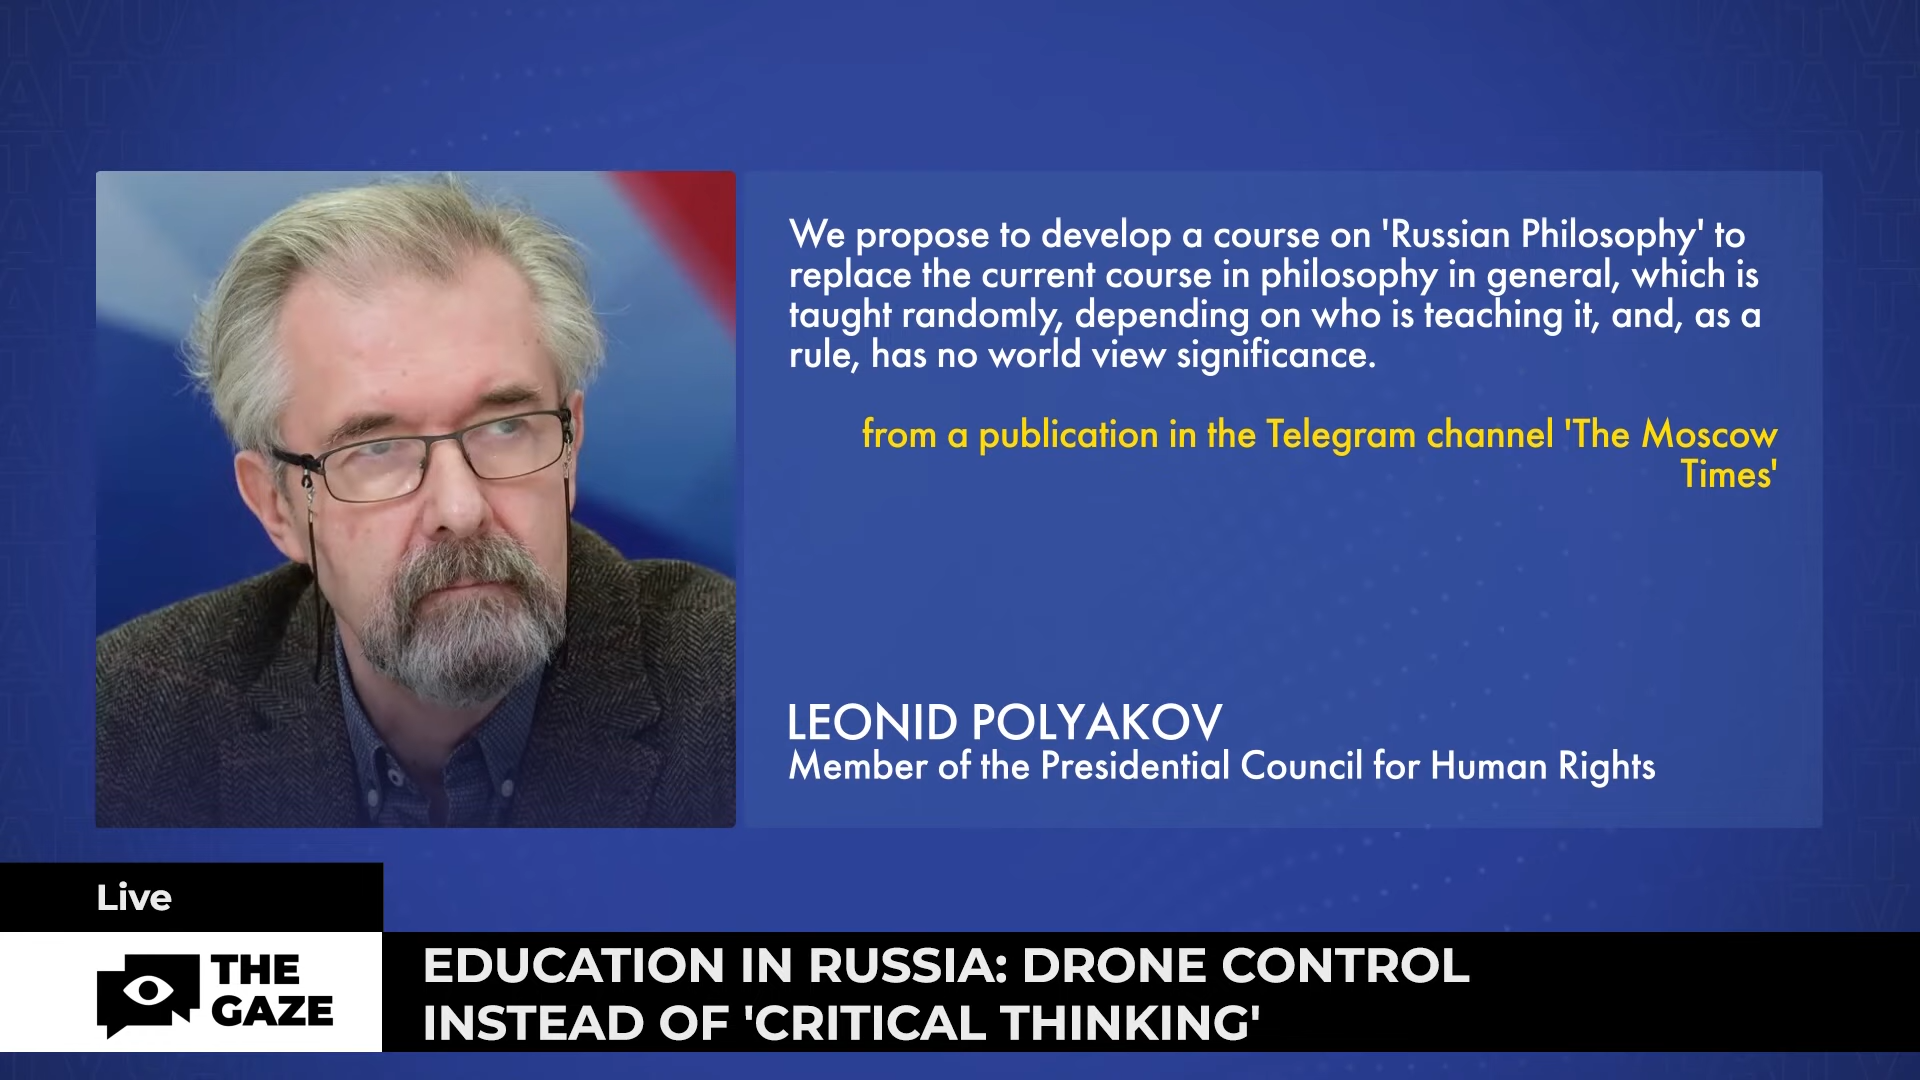 We propose to develop a course on 'Russian Philosophy' to
replace the current course in philosophy in general, which is
taught randomly, depending on who is teaching it, and, as a
rule, has no world view significance.
from a publication in the Telegram channel 'The Moscow
Times'
LEONID POLYAKOV
Member of the Presidential Council for Human Rights
Live
THE
GAZE
EDUCATION IN RUSSIA: DRONE CONTROL
INSTEAD OF 'CRITICAL THINKING'